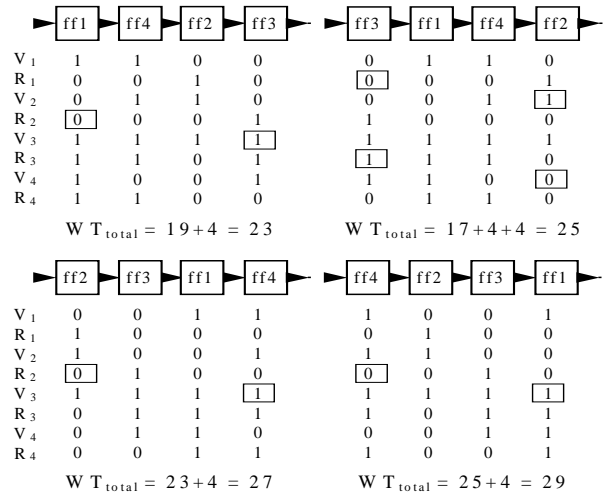 ff1 ff4 ff2 ff3 ff3 ff1 ff4 ff2
V1 1 1 0 0 0 1 1 0
R1 0 0 1 0 0 0 0 1
V2 0 1 1 0 0 0 1 1
R2 0 0 0 1 1 0 0 0
V3 1 1 1 1 1 1 1 1
R3 1 1 0 1 1 1 1 0
V4 1 0 0 1 1 1 0 0
R4 1 1 0 0 0 1 1 0
W Ttotal = 19+4 = 23 W Ttotal = 17+4+4 = 25
ff2 ff3 ff1 ff4 ff4 ff2 ff3 ff1
V1 0 0 1 1 1 0 0 1
R1 1 0 0 0 0 1 0 0
V2 1 0 0 1 1 1 0 0
R2 0 1 0 0 0 0 1 0
V3 1 1 1 1 1 1 1 1
R3 0 1 1 1 1 0 1 1
V4 0 1 1 0 0 0 1 1
R4 0 0 1 1 1 0 0 1
W Ttotal = 23+4 = 27 W Ttotal = 25+4 = 29